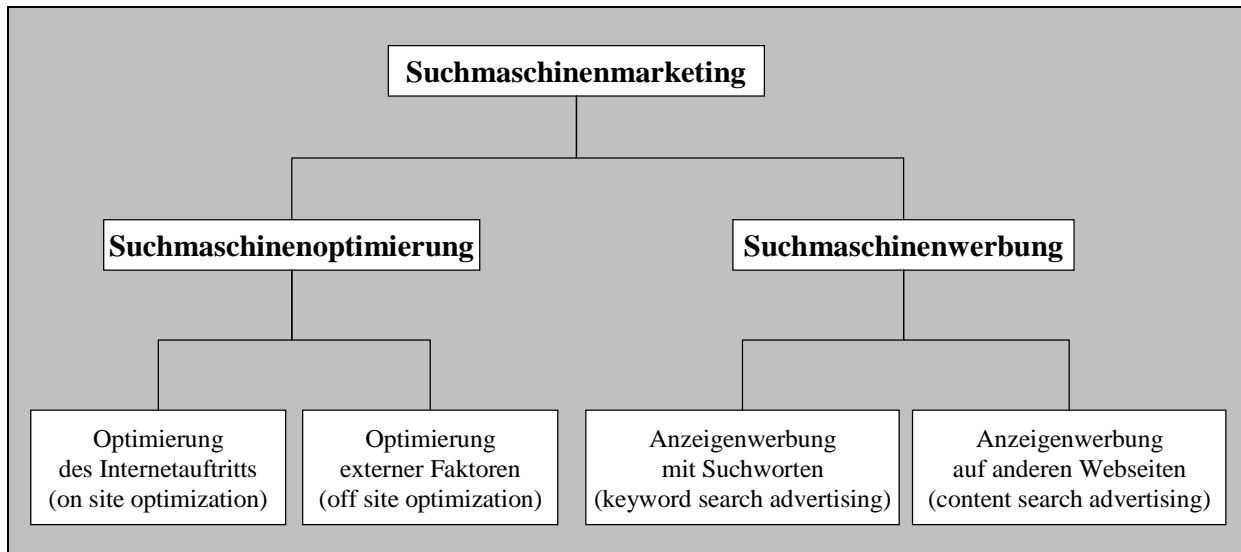 Suchmaschinenmarketing
Suchmaschinenoptimierung
Suchmaschinenwerbung
Optimierung
des Internetauftritts
(on site optimization)
Optimierung
externer Faktoren
(off site optimization)
Anzeigenwerbung
mit Suchworten
(keyword search advertising)
Anzeigenwerbung
auf anderen Webseiten
(content search advertising)